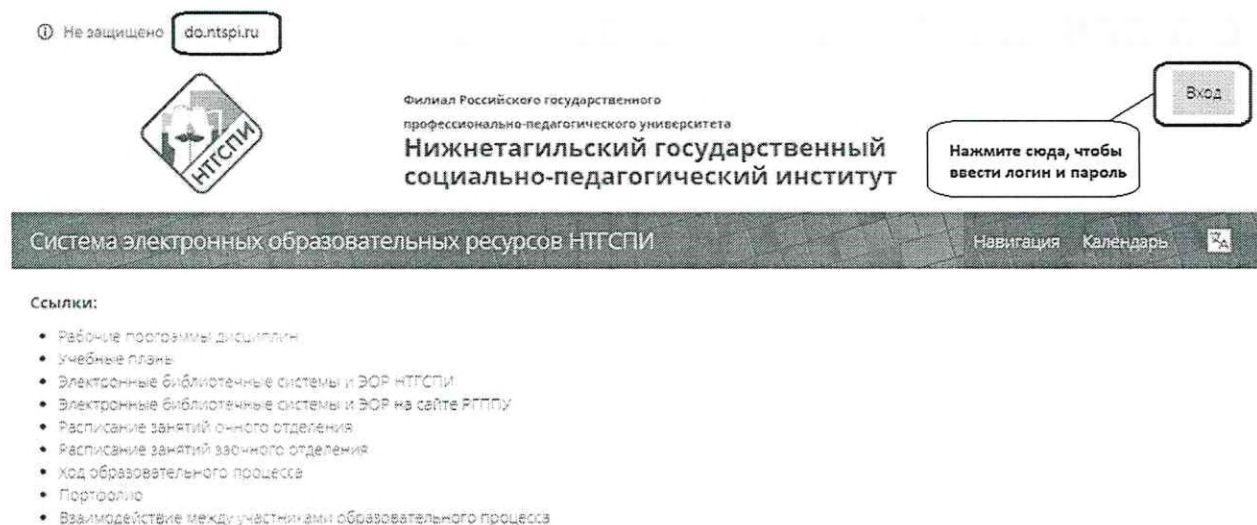 Не защищено do.ntspi.ru
Вход
НТГСПИ
Филиал Российского государственного
профессионально-педагогического университета
Нижнетагильский государственный
социально-педагогический институт
Нажмите сюда, чтобы
ввести логин и пароль
Система электронных образовательных ресурсов НТГСПИ
Навигация Календарь
Ссылки:
• Рабочие программы дисциплин
• Учебные планы
• Электронные библиотечные системы и ЭОР НТГСПИ
• Электронные библиотечные системы и ЭОР на сайте РГППУ
• Расписание занятий очного отделения
• Расписание занятий заочного отделения
• Ход образовательного процесса
• Портфолио
• Взаимодействие между участниками образовательного процесса